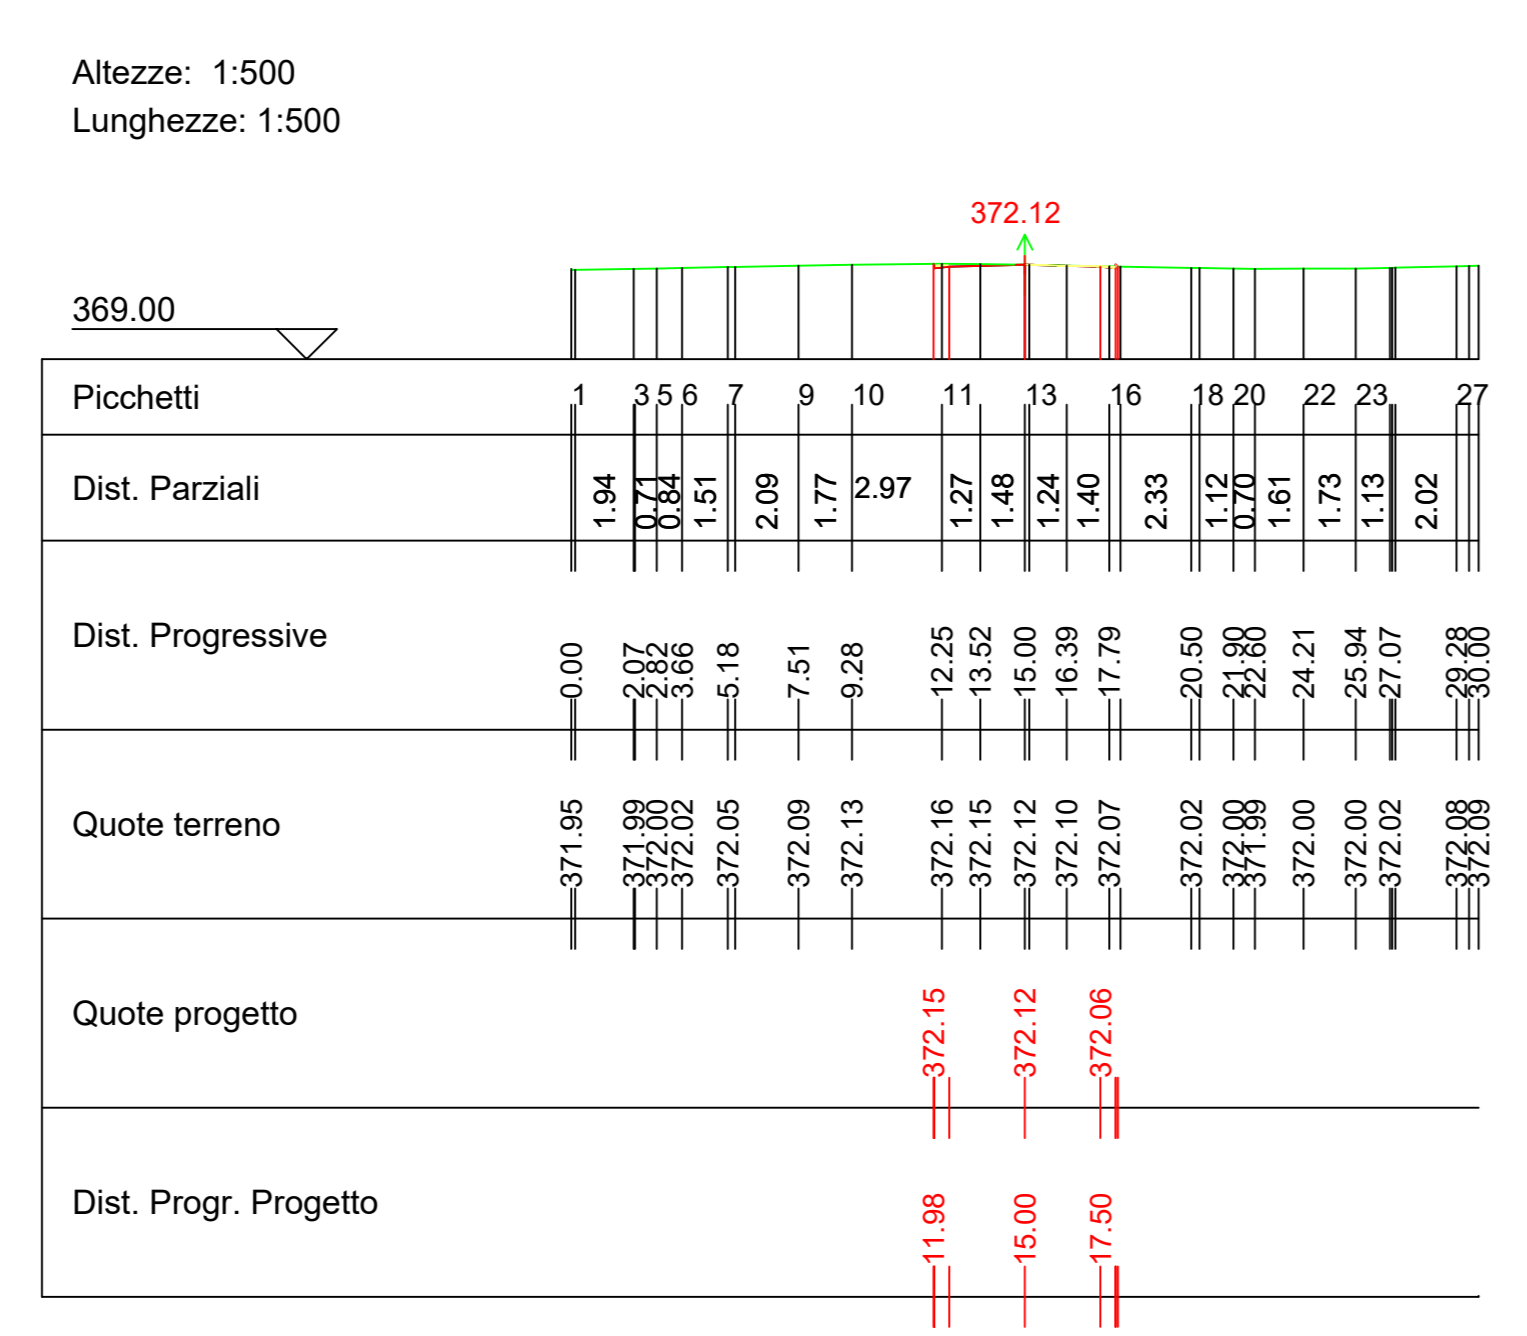 Altezze: 1:500
Lunghezze: 1:500
372.12
369.00
Picchetti 1 3 5 6 7 9 10 11 13 16 18 20 22 23 27
Dist. Parziali 1.94 0.71 0.84 1.51 2.09 1.77 2.97 1.27 1.48 1.24 1.40 2.33 1.12 0.70 1.61 1.73 1.13 2.02
Dist. Progressive 0.00 2.07 2.82 3.66 5.18 7.51 9.28 12.25 13.52 15.00 16.39 17.79 20.50 21.90 22.60 24.21 25.94 27.07 29.28 30.00
Quote terreno 371.95 371.99 372.00 372.02 372.05 372.09 372.13 372.16 372.15 372.12 372.10 372.07 372.02 372.00 371.99 372.00 372.00 372.02 372.08 372.09
Quote progetto 372.15 372.12 372.06
Dist. Progr. Progetto 11.98 15.00 17.50